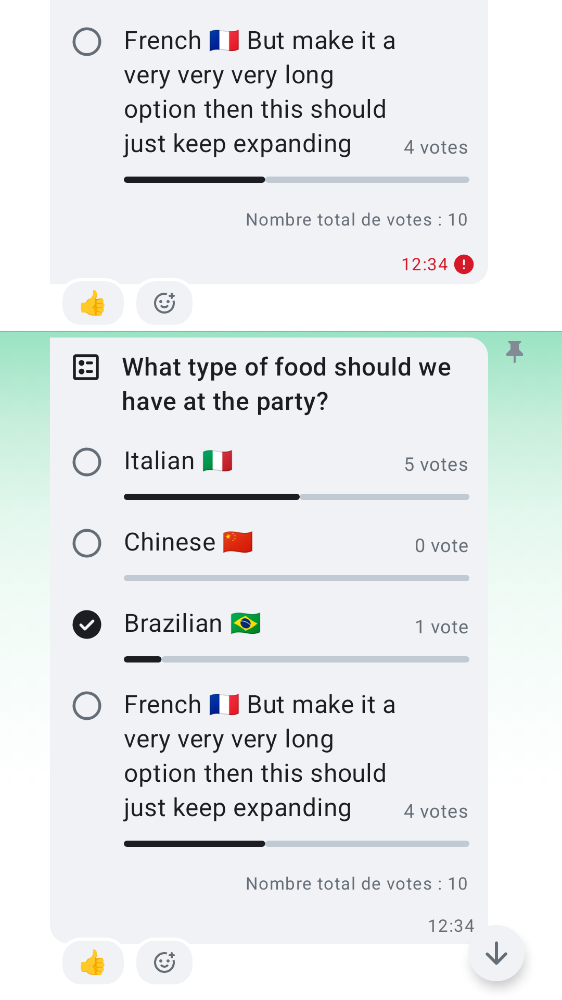 French 🇫🇷 But make it a
very very very long
option then this should
just keep expanding 4 votes
Nombre total de votes : 10
12:34
What type of food should we
have at the party?
Italian 🇮🇹 5 votes
Chinese 🇨🇳 0 vote
Brazilian 🇧🇷 1 vote
French 🇫🇷 But make it a
very very very long
option then this should
just keep expanding 4 votes
Nombre total de votes : 10
12:34